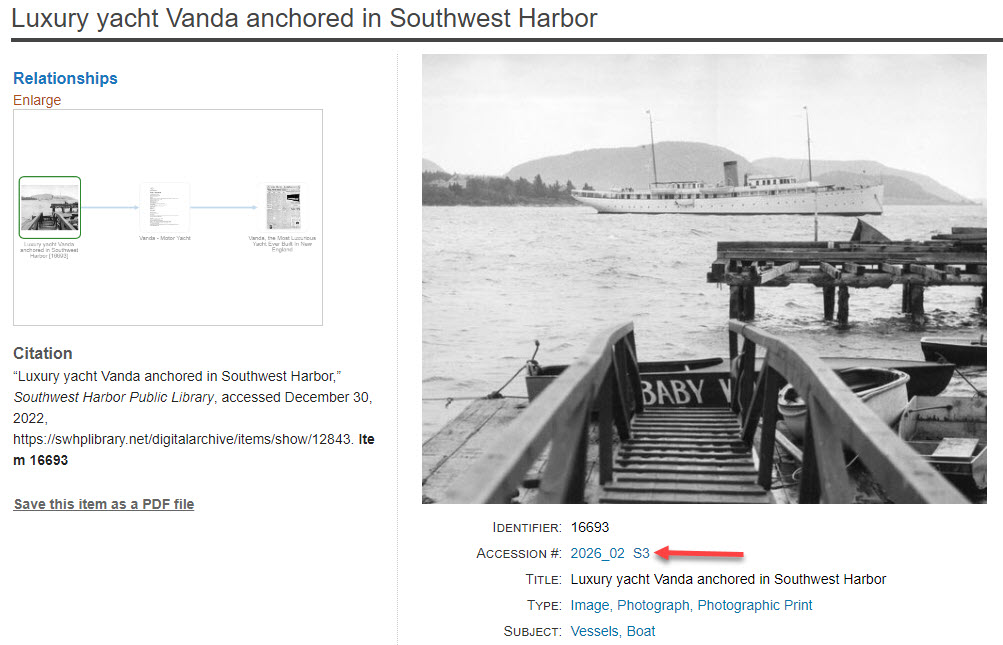 Luxury yacht Vanda anchored in Southwest Harbor
Relationships
Enlarge
Luxury yacht Vanda
anchored in Southwest
Harbor [16693]
Vanda - Motor Yacht
Vanda, the Most Luxurious
Yacht Ever Built in New
England
Citation
“Luxury yacht Vanda anchored in Southwest Harbor,”
Southwest Harbor Public Library, accessed December 30,
2022,
https://swhplibrary.net/digitalarchive/items/show/12843. Ite
m 16693
Save this item as a PDF file
BABY
IDENTIFIER: 16693
ACCESSION #: 2026_02 S3
TITLE: Luxury yacht Vanda anchored in Southwest Harbor
TYPE: Image, Photograph, Photographic Print
SUBJECT: Vessels, Boat